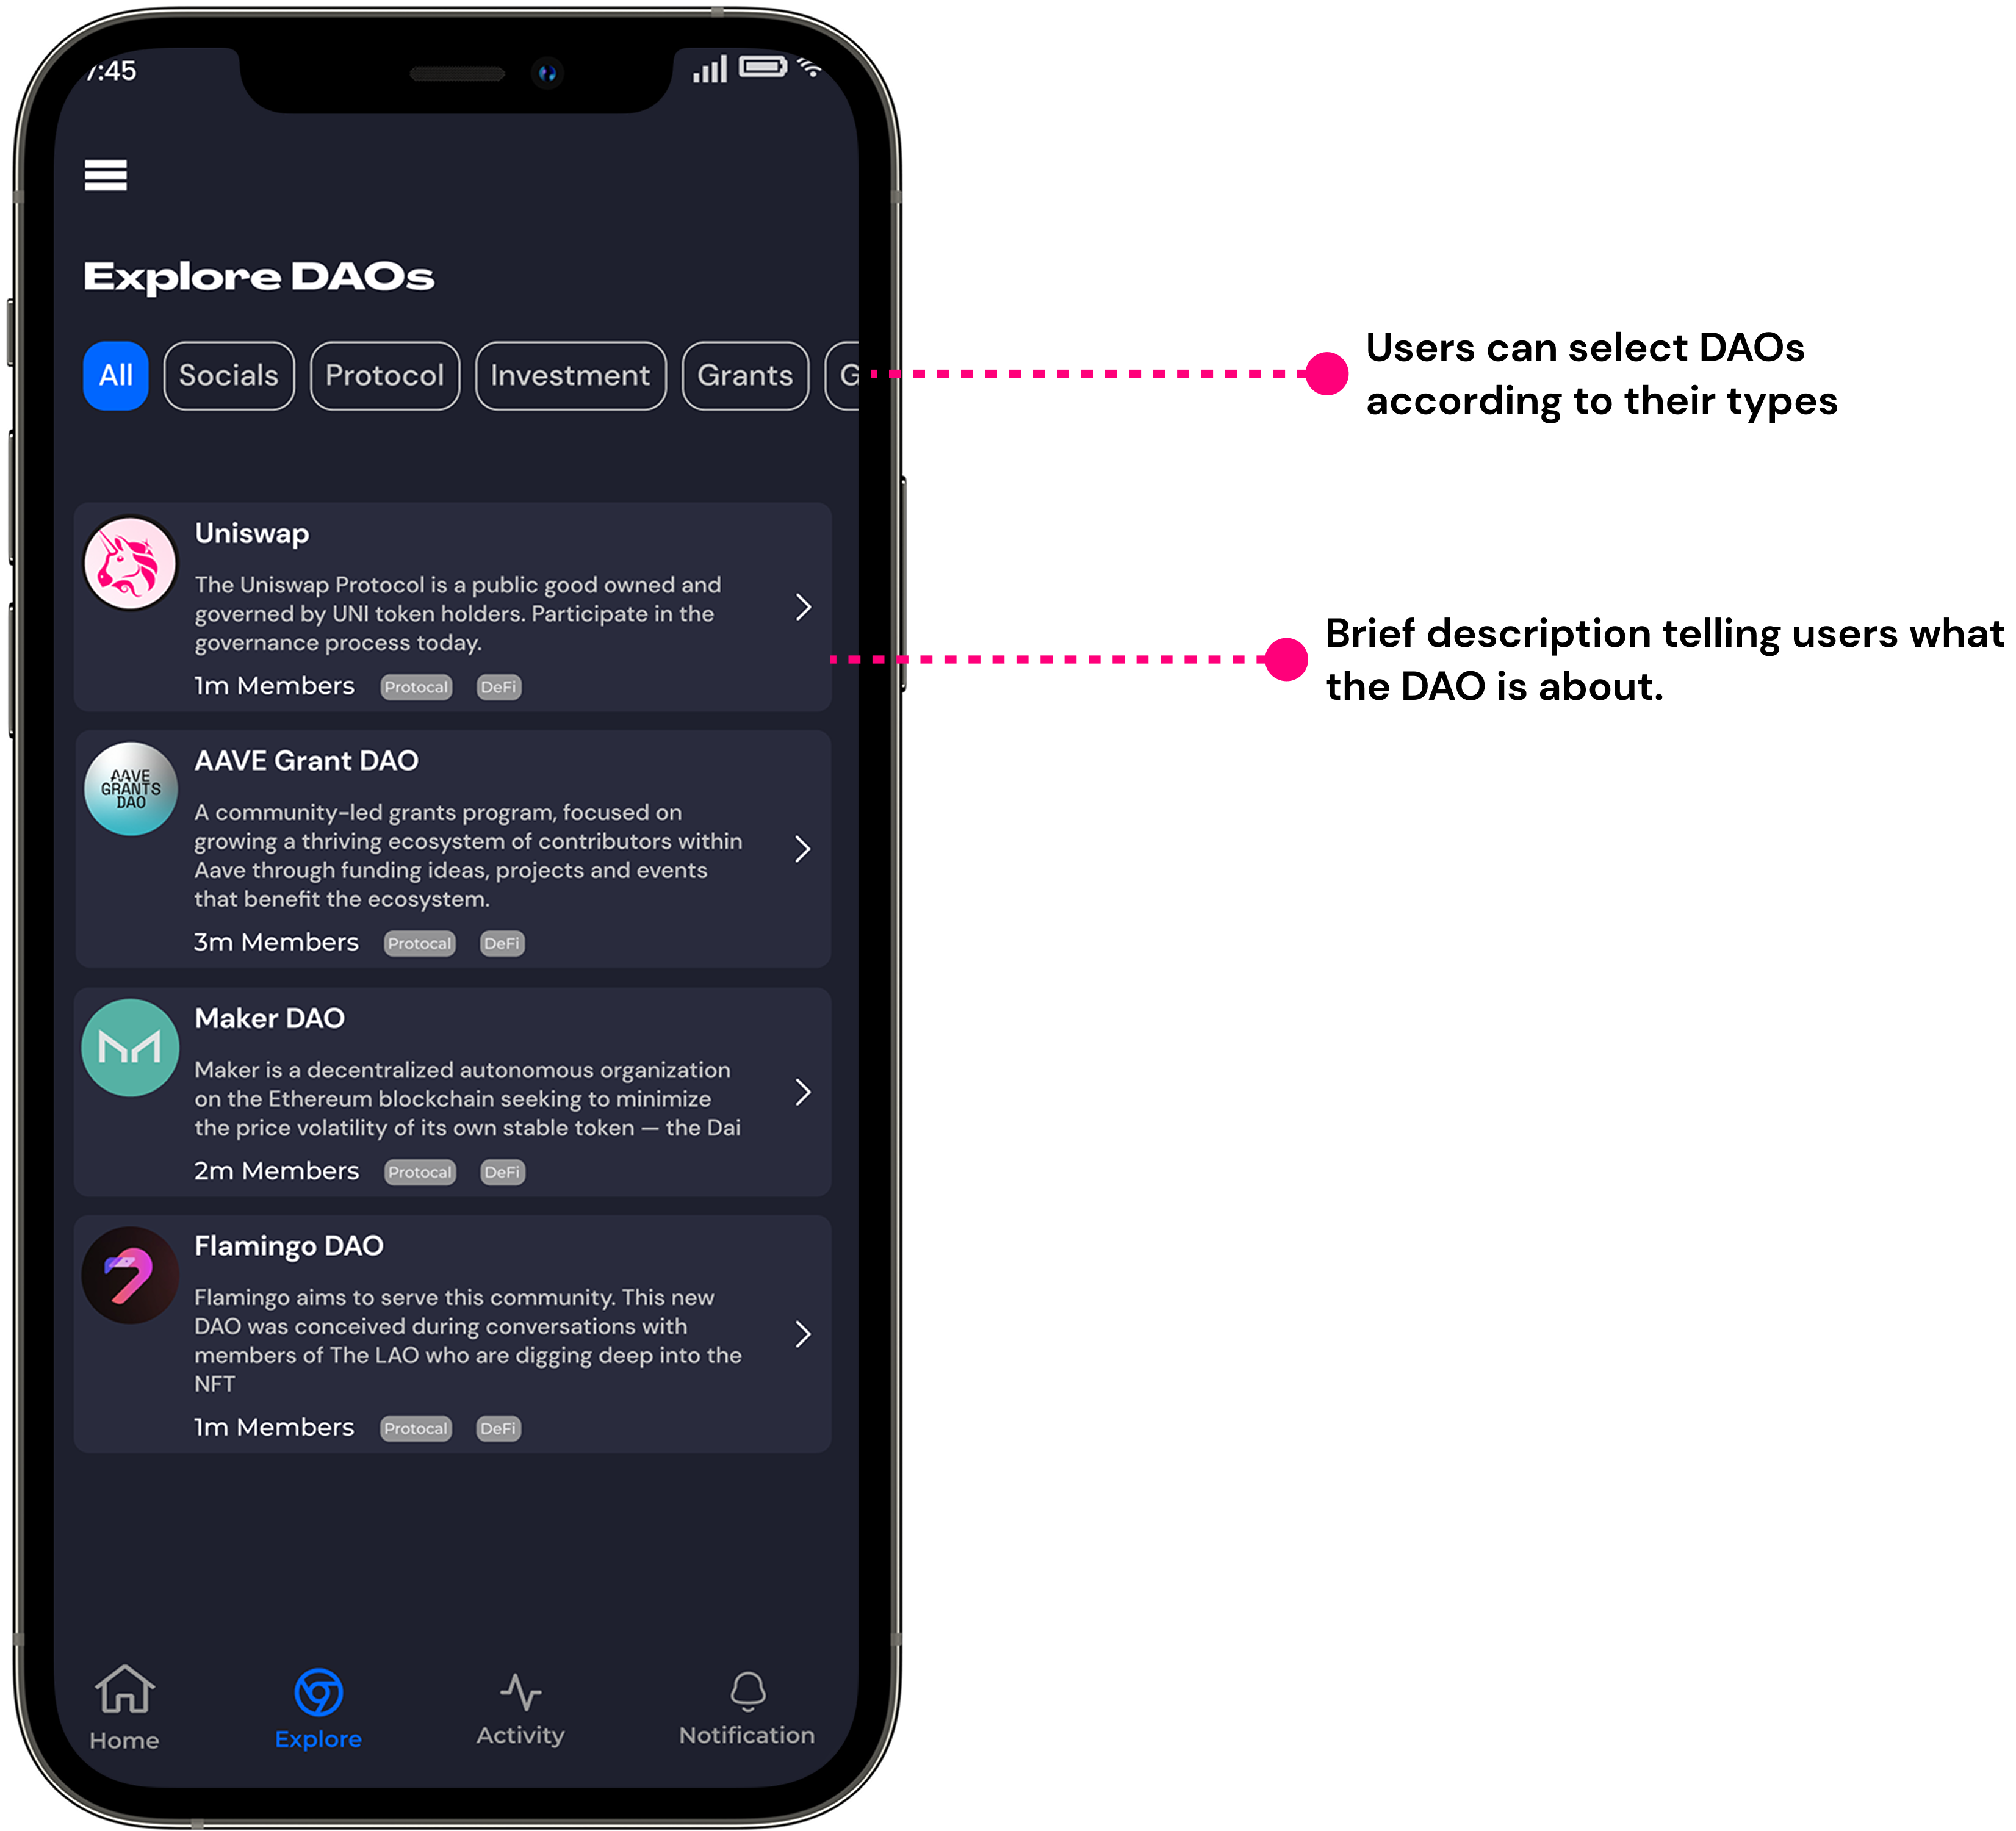 7:45
Explore DAOs
All Socials Protocol Investment Grants G
Users can select DAOs
according to their types
Uniswap
The Uniswap Protocol is a public good owned and
governed by UNI token holders. Participate in the
governance process today.
1m Members Protocal DeFi
Brief description telling users what
the DAO is about.
AAVE
GRANTS
DAO
AAVE Grant DAO
A community-led grants program, focused on
growing a thriving ecosystem of contributors within
Aave through funding ideas, projects and events
that benefit the ecosystem.
3m Members Protocal DeFi
Maker DAO
Maker is a decentralized autonomous organization
on the Ethereum blockchain seeking to minimize
the price volatility of its own stable token — the Dai
2m Members Protocal DeFi
Flamingo DAO
Flamingo aims to serve this community. This new
DAO was conceived during conversations with
members of The LAO who are digging deep into the
NFT
1m Members Protocal DeFi
Home Explore Activity Notification